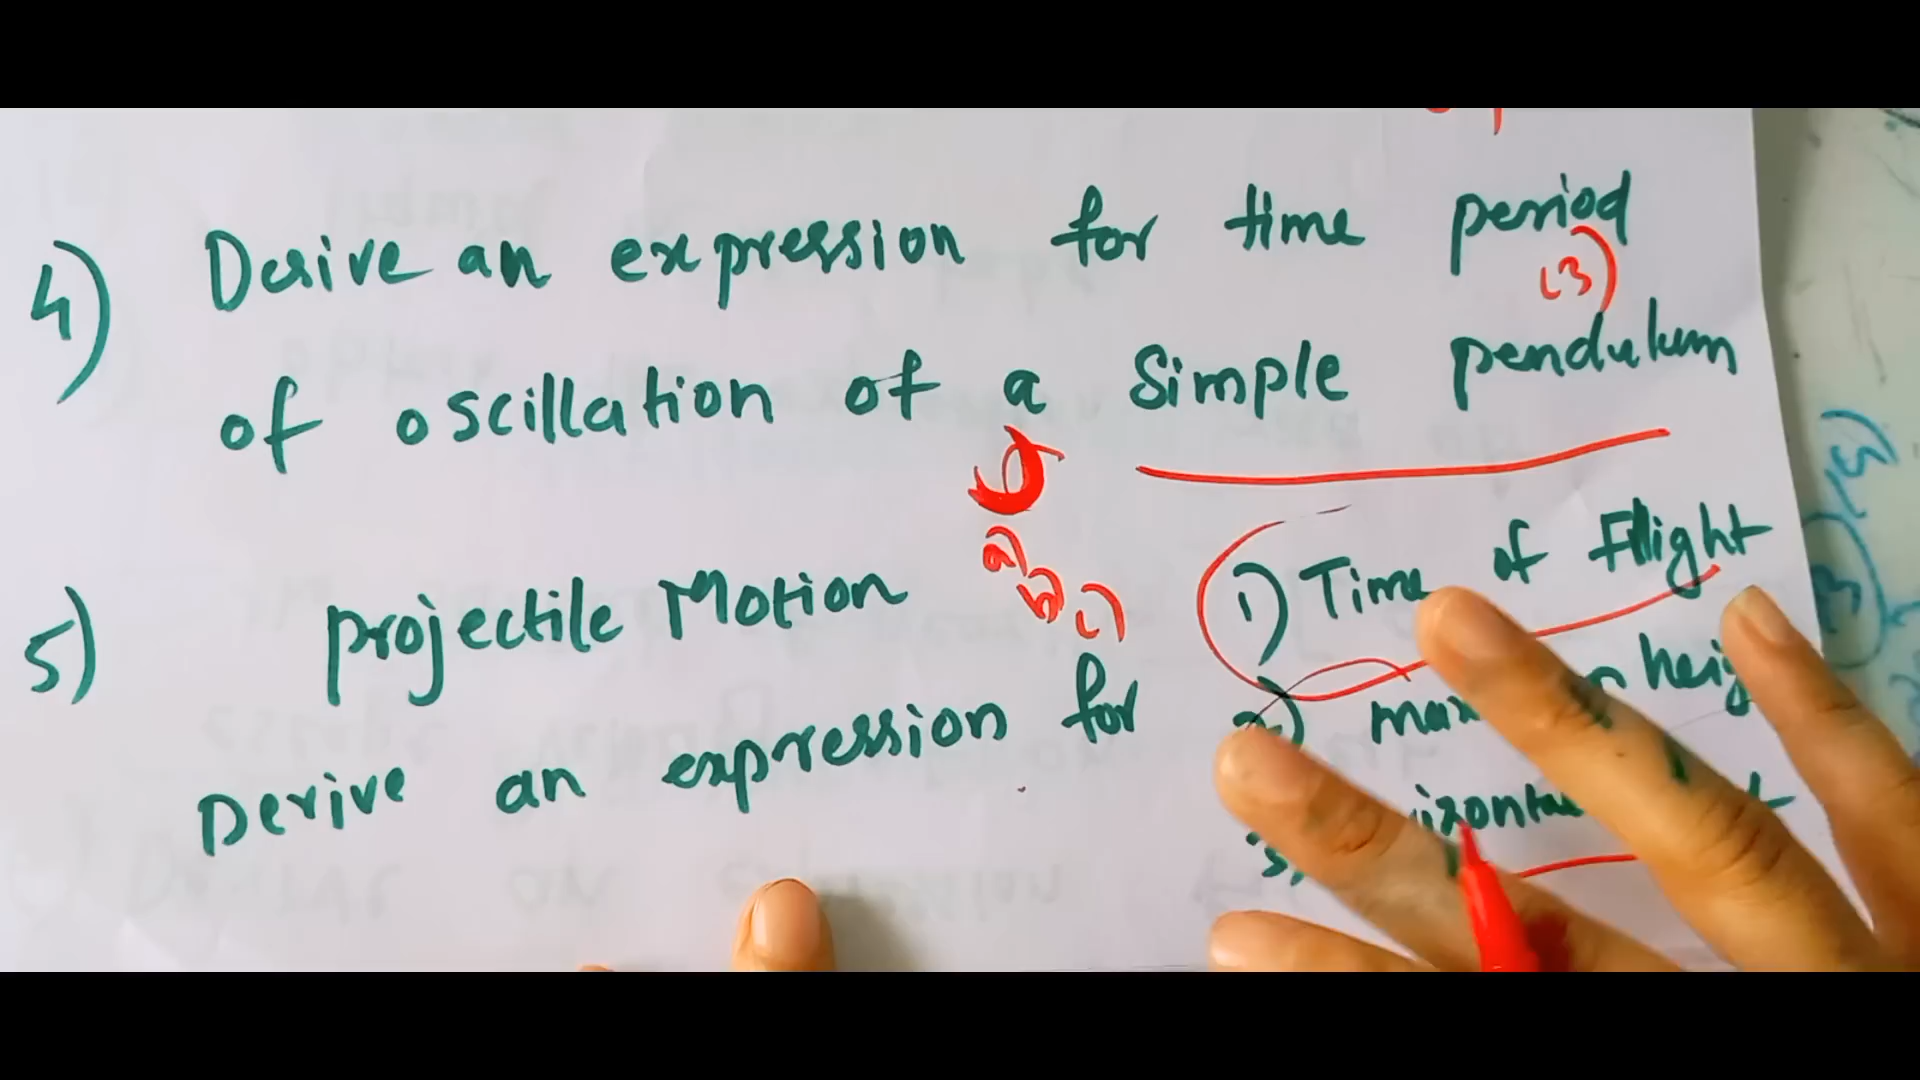 4) Derive an expression for time period
(3)
of oscillation of a simple pendulum
5) projectile Motion
a) b) c)
1) Time of Flight
Derive an expression for
2)